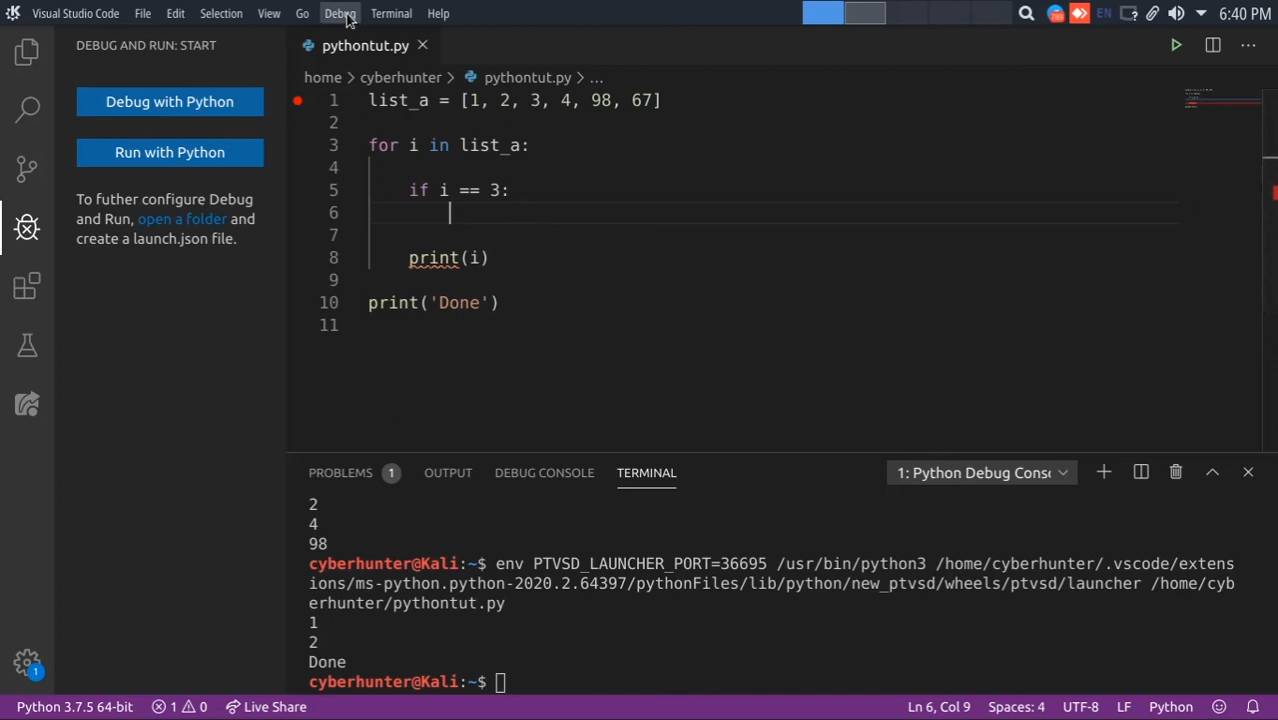 Visual Studio Code File Edit Selection View Go Debug Terminal Help EN 6:40 PM
DEBUG AND RUN: START
pythontut.py
Debug with Python
Run with Python
To futher configure Debug
and Run, open a folder and
create a launch.json file.
home > cyberhunter > pythontut.py > ...
1 list_a = [1, 2, 3, 4, 98, 67]
2
3 for i in list_a:
4
5 if i == 3:
6
7
8 print(i)
9
10 print('Done')
11
PROBLEMS 1 OUTPUT DEBUG CONSOLE TERMINAL 1: Python Debug Consc
2
4
98
cyberhunter@Kali:~$ env PTVSD_LAUNCHER_PORT=36695 /usr/bin/python3 /home/cyberhunter/.vscode/extens
ions/ms-python.python-2020.2.64397/pythonFiles/lib/python/new_ptvsd/wheels/ptvsd/launcher /home/cyb
erhunter/pythontut.py
1
2
Done
cyberhunter@Kali:~$
1
Python 3.7.5 64-bit 1 0 Live Share Ln 6, Col 9 Spaces: 4 UTF-8 LF Python